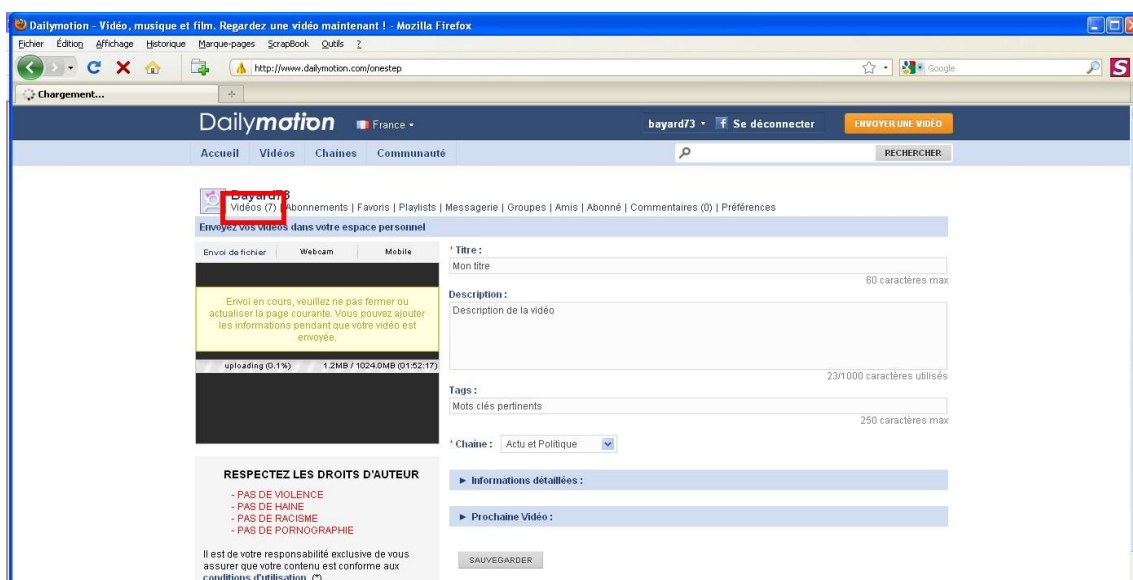 Dailymotion - Vidéo, musique et film. Regardez une vidéo maintenant ! - Mozilla Firefox
Fichier Édition Affichage Historique Marque-pages ScrapBook Outils ?
http://www.dailymotion.com/onestep
Google
S
Chargement...
Dailymotion France bayard73 f Se déconnecter ENVOYER UNE VIDÉO
Accueil Vidéos Chaînes Communauté RECHERCHER
Bayard73
Vidéos (7) | Abonnements | Favoris | Playlists | Messagerie | Groupes | Amis | Abonné | Commentaires (0) | Préférences
Envoyez vos vidéos dans votre espace personnel
Envoi de fichier Webcam Mobile
Envoi en cours, veuillez ne pas fermer ou
actualiser la page courante. Vous pouvez ajouter
les informations pendant que votre vidéo est
envoyée.
uploading (0.1%) 1.2MB / 1024.0MB (01:52:17)
* Titre :
Mon titre
60 caractères max
Description :
Description de la vidéo
23/1000 caractères utilisés
Tags :
Mots clés pertinents
250 caractères max
* Chaîne : Actu et Politique
► Informations détaillées :
► Prochaine Vidéo :
SAUVEGARDER
RESPECTEZ LES DROITS D'AUTEUR
- PAS DE VIOLENCE
- PAS DE HAINE
- PAS DE RACISME
- PAS DE PORNOGRAPHIE
Il est de votre responsabilité exclusive de vous
assurer que votre contenu est conforme aux
conditions d'utilisation. (*)